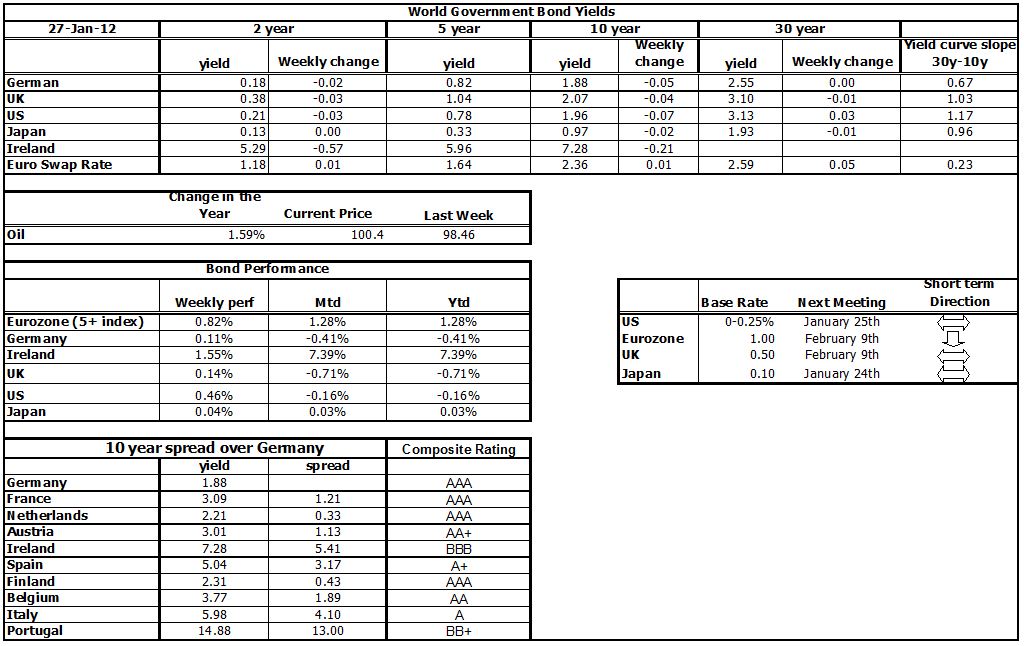 World Government Bond Yields
27-Jan-12 2 year 5 year 10 year 30 year
yield Weekly change yield yield Weekly change yield Weekly change Yield curve slope 30y-10y
German 0.18 -0.02 0.82 1.88 -0.05 2.55 0.00 0.67
UK 0.38 -0.03 1.04 2.07 -0.04 3.10 -0.01 1.03
US 0.21 -0.03 0.78 1.96 -0.07 3.13 0.03 1.17
Japan 0.13 0.00 0.33 0.97 -0.02 1.93 -0.01 0.96
Ireland 5.29 -0.57 5.96 7.28 -0.21
Euro Swap Rate 1.18 0.01 1.64 2.36 0.01 2.59 0.05 0.23
Change in the Year Current Price Last Week
Oil 1.59% 100.4 98.46
Bond Performance
Weekly perf Mtd Ytd
Eurozone (5+ index) 0.82% 1.28% 1.28%
Germany 0.11% -0.41% -0.41%
Ireland 1.55% 7.39% 7.39%
UK 0.14% -0.71% -0.71%
US 0.46% -0.16% -0.16%
Japan 0.04% 0.03% 0.03%
Base Rate Next Meeting Short term Direction
US 0-0.25% January 25th
Eurozone 1.00 February 9th
UK 0.50 February 9th
Japan 0.10 January 24th
10 year spread over Germany Composite Rating
yield spread
Germany 1.88 AAA
France 3.09 1.21 AAA
Netherlands 2.21 0.33 AAA
Austria 3.01 1.13 AA+
Ireland 7.28 5.41 BBB
Spain 5.04 3.17 A+
Finland 2.31 0.43 AAA
Belgium 3.77 1.89 AA
Italy 5.98 4.10 A
Portugal 14.88 13.00 BB+